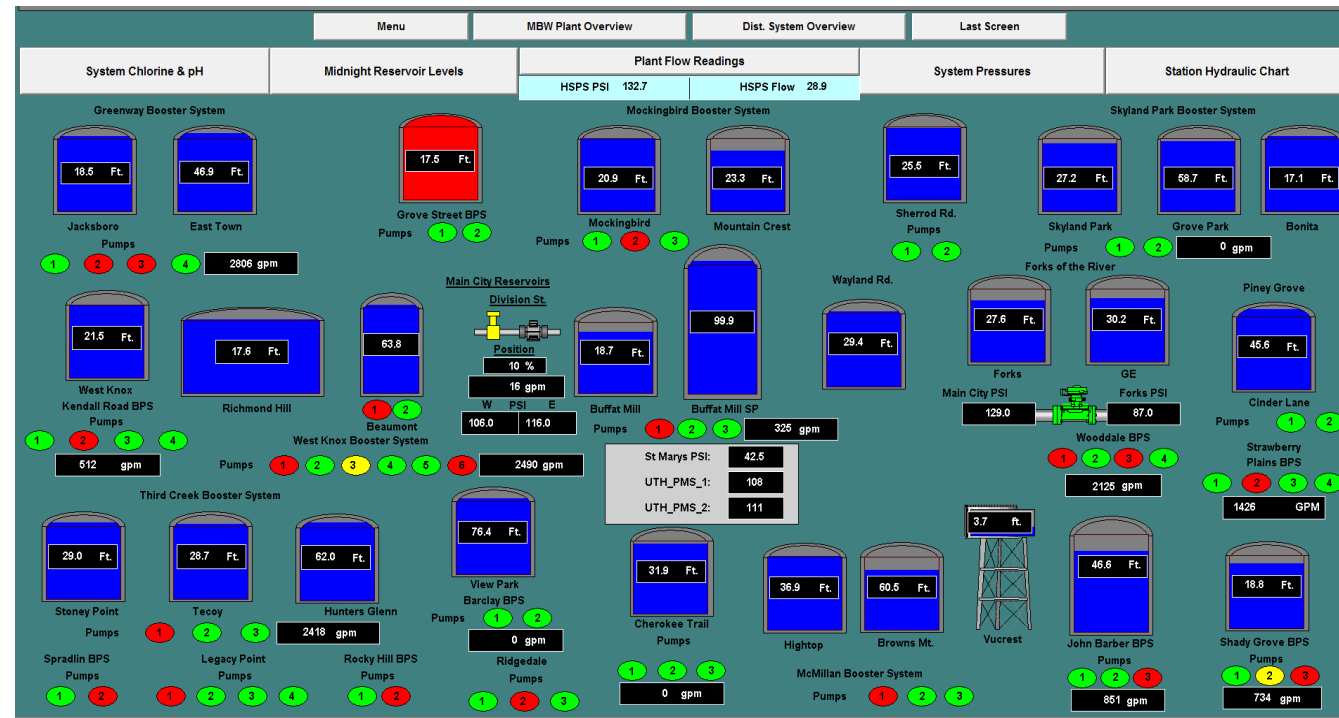 Menu MBW Plant Overview Dist. System Overview Last Screen
System Chlorine & pH Midnight Reservoir Levels Plant Flow Readings System Pressures Station Hydraulic Chart
HSPS PSI 132.7 HSPS Flow 28.9
Greenway Booster System Mockingbird Booster System Skyland Park Booster System
18.5 Ft. 46.9 Ft. 17.5 Ft. 20.9 Ft. 23.3 Ft. 25.5 Ft. 27.2 Ft. 58.7 Ft. 17.1 Ft.
Jacksboro East Town Grove Street BPS Mockingbird Mountain Crest Sherrod Rd. Skyland Park Grove Park Bonita
Pumps 1 2 3 4 2806 gpm
Pumps 1 2
Pumps 1 2 3
Pumps 1 2
Pumps 1 2 0 gpm
Main City Reservoirs Wayland Rd. Forks of the River Piney Grove
Division St.
21.5 Ft. 17.6 Ft. 63.8 18.7 Ft. 99.9 29.4 Ft. 27.6 Ft. 30.2 Ft. 45.6 Ft.
Position
10 %
16 gpm
W PSI E
106.0 116.0
West Knox Richmond Hill Beaumont Buffat Mill Buffat Mill SP Forks GE Cinder Lane
1 2
Kendall Road BPS
Pumps
1 2 3 4
512 gpm
Pumps 1 2 3 325 gpm
Main City PSI Forks PSI
129.0 87.0
Pumps 1 2
West Knox Booster System
Pumps 1 2 3 4 5 6 2490 gpm
Wooddale BPS
1 2 3 4
2125 gpm
Strawberry
Plains BPS
1 2 3 4
1426 GPM
St Marys PSI: 42.5
UTH_PMS_1: 108
UTH_PMS_2: 111
Third Creek Booster System
29.0 Ft. 28.7 Ft. 62.0 Ft. 76.4 Ft. 31.9 Ft. 36.9 Ft. 60.5 Ft. 3.7 ft. 46.6 Ft. 18.8 Ft.
Stoney Point Tecoy Hunters Glenn View Park Cherokee Trail Hightop Browns Mt. Vucrest John Barber BPS Shady Grove BPS
Pumps 1 2 3 2418 gpm
Barclay BPS
Pumps 1 2
0 gpm
Pumps
1 2 3
0 gpm
Pumps
1 2 3
851 gpm
Pumps
1 2 3
734 gpm
Spradlin BPS Legacy Point Rocky Hill BPS Ridgedale
Pumps Pumps Pumps Pumps
1 2 1 2 3 4 1 2 1 2 3
McMillan Booster System
Pumps 1 2 3